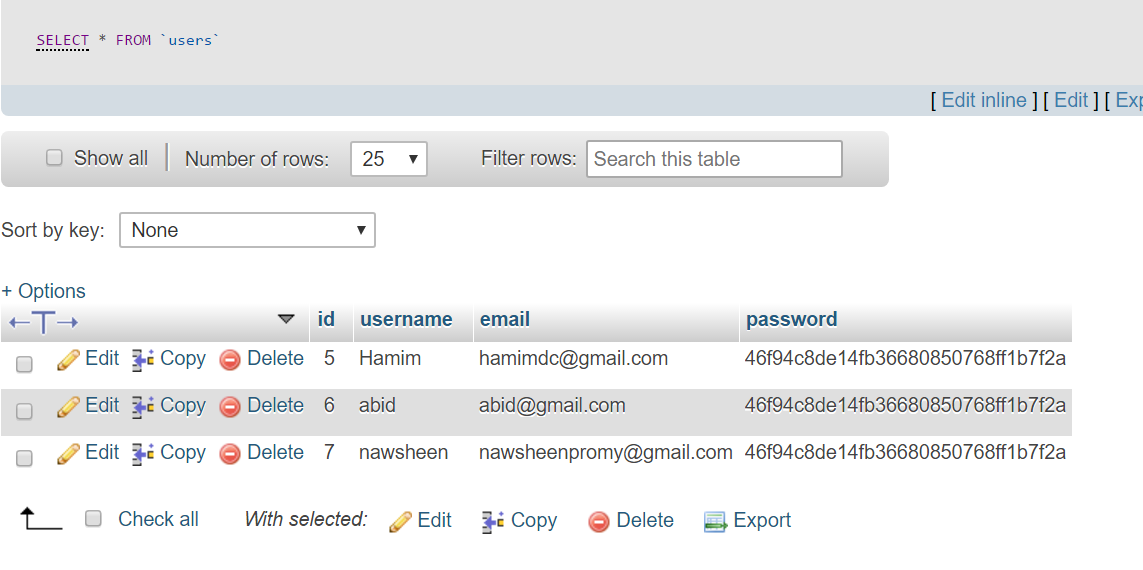 SELECT * FROM `users`
[ Edit inline ] [ Edit ] [ Exp
Show all Number of rows: 25 Filter rows: Search this table
Sort by key: None
+ Options
id username email password
Edit Copy Delete 5 Hamim hamimdc@gmail.com 46f94c8de14fb36680850768ff1b7f2a
Edit Copy Delete 6 abid abid@gmail.com 46f94c8de14fb36680850768ff1b7f2a
Edit Copy Delete 7 nawsheen nawsheenpromy@gmail.com 46f94c8de14fb36680850768ff1b7f2a
Check all With selected: Edit Copy Delete Export